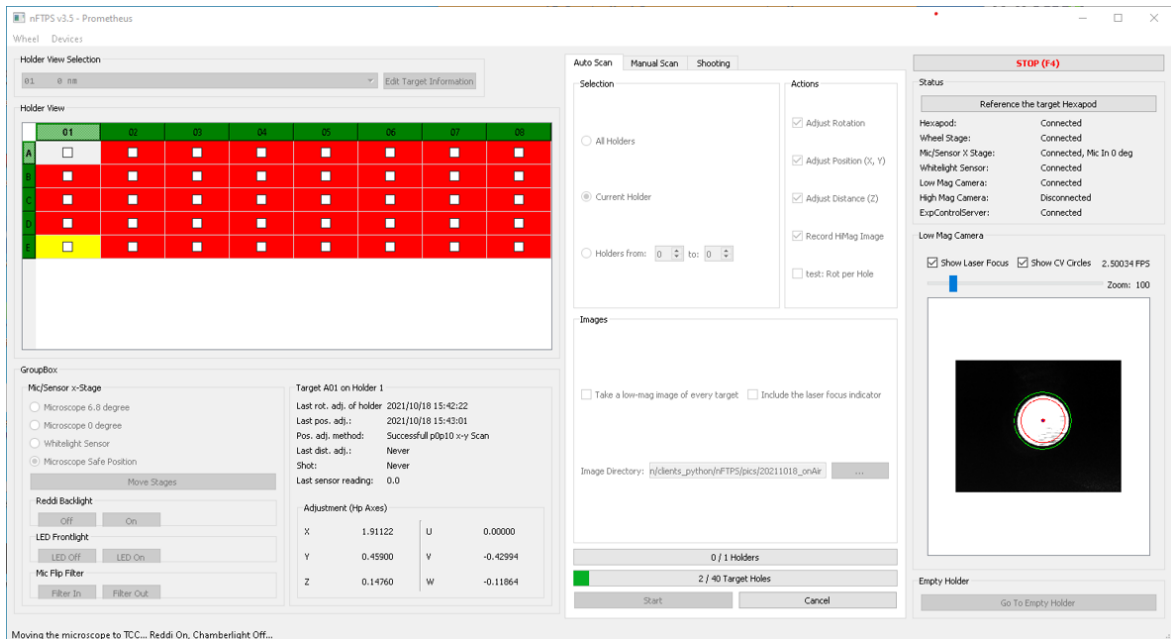 nFTPS v3.5 - Prometheus
Wheel Devices
Holder View Selection
01 0 nm
Edit Target Information
Holder View
01 02 03 04 05 06 07 08
A
B
C
D
E
GroupBox
Mic/Sensor x-Stage
Microscope 6.8 degree
Microscope 0 degree
Whitelight Sensor
Microscope Safe Position
Move Stages
Reddi Backlight
Off On
LED Frontlight
LED Off LED On
Mic Flip Filter
Filter In Filter Out
Target A01 on Holder 1
Last rot. adj. of holder 2021/10/18 15:42:22
Last pos. adj.: 2021/10/18 15:43:01
Pos. adj. method: Successfull p0p10 x-y Scan
Last dist. adj.: Never
Shot: Never
Last sensor reading: 0.0
Adjustment (Hp Axes)
X 1.91122 U 0.00000
Y 0.45900 V -0.42994
Z 0.14760 W -0.11864
Auto Scan Manual Scan Shooting
Selection
All Holders
Current Holder
Holders from: 0 to: 0
Actions
Adjust Rotation
Adjust Position (X, Y)
Adjust Distance (Z)
Record HiMag Image
test: Rot per Hole
Images
Take a low-mag image of every target Include the laser focus indicator
Image Directory: n/clients_python/nFTPS/pics/20211018_onAir ...
0 / 1 Holders
2 / 40 Target Holes
Start Cancel
STOP (F4)
Status
Reference the target Hexapod
Hexapod: Connected
Wheel Stage: Connected
Mic/Sensor X Stage: Connected, Mic In 0 deg
Whitelight Sensor: Connected
Low Mag Camera: Connected
High Mag Camera: Disconnected
ExpControlServer: Connected
Low Mag Camera
Show Laser Focus Show CV Circles 2.50034 FPS
Zoom: 100
Empty Holder
Go To Empty Holder
Moving the microscope to TCC... Reddi On, Chamberlight Off...